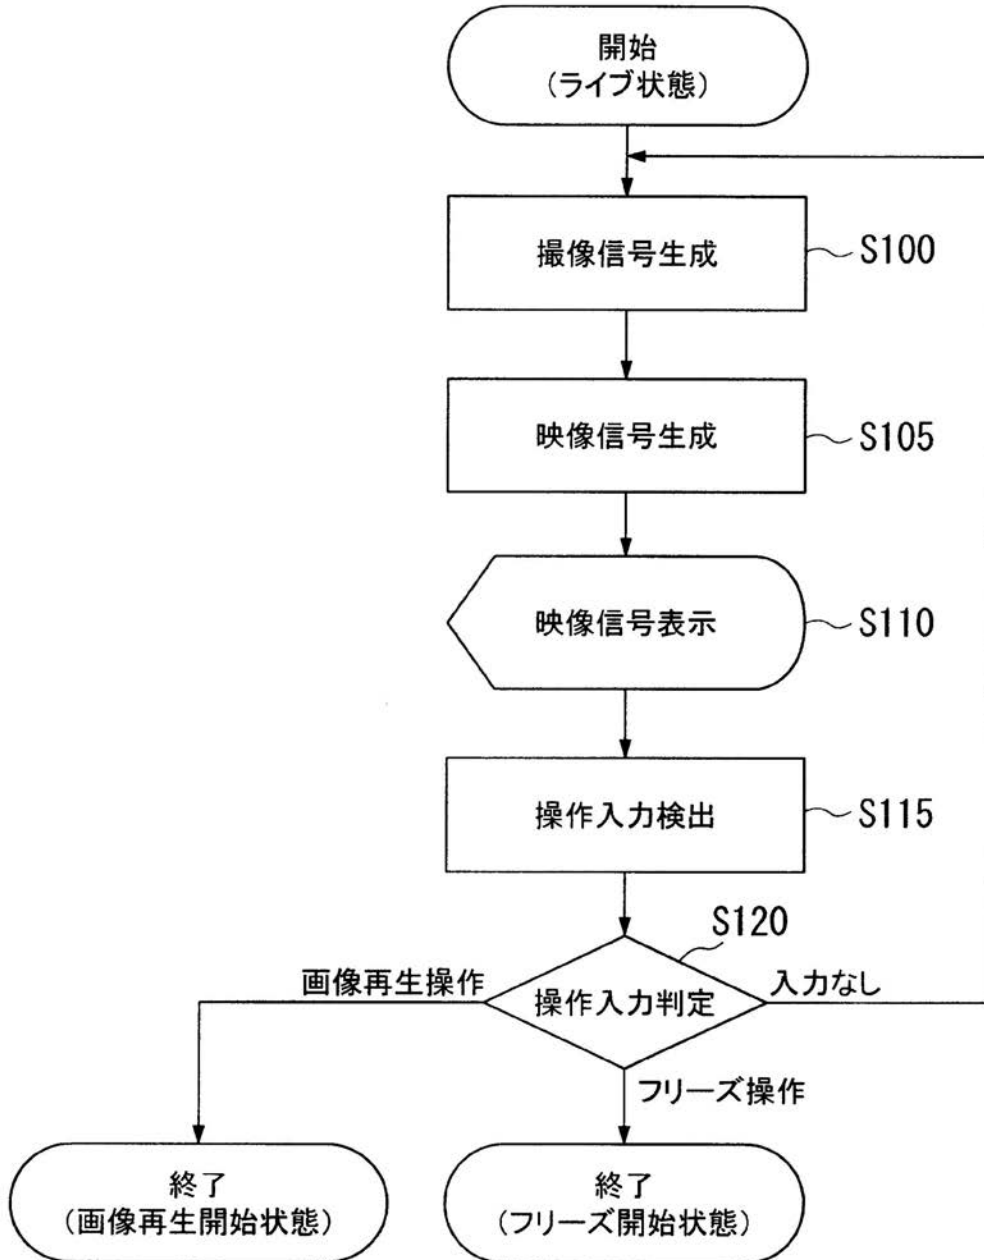 開始
(ライブ状態)
撮像信号生成
S100
映像信号生成
S105
映像信号表示
S110
操作入力検出
S115
S120
画像再生操作
操作入力判定
入力なし
フリーズ操作
終了
(画像再生開始状態)
終了
(フリーズ開始状態)